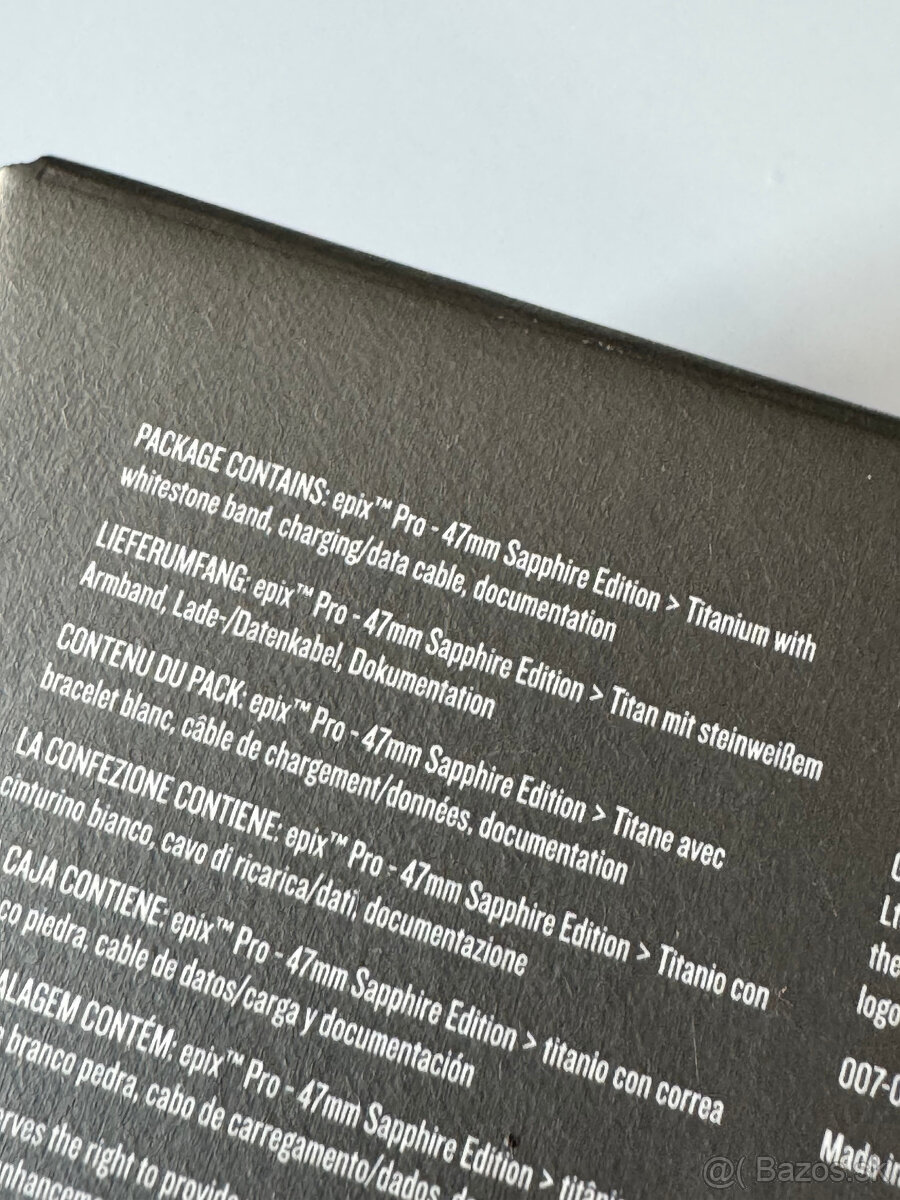 PACKAGE CONTAINS: epix™ Pro - 47mm Sapphire Edition > Titanium with
whitestone band, charging/data cable, documentation
LIEFERUMFANG: epix™ Pro - 47mm Sapphire Edition > Titan mit steinweißem
Armband, Lade-/Datenkabel, Dokumentation
CONTENU DU PACK: epix™ Pro - 47mm Sapphire Edition > Titane avec
bracelet blanc, câble de chargement/données, documentation
LA CONFEZIONE CONTIENE: epix™ Pro - 47mm Sapphire Edition > Titanio con
cinturino bianco, cavo di ricarica/dati, documentazione
CAJA CONTIENE: epix™ Pro - 47mm Sapphire Edition > titanio con correa
co piedra, cable de datos/carga y documentación
ALAGEM CONTÉM: epix™ Pro - 47mm Sapphire Edition > titânio
branco pedra, cabo de carregamento/dados,
erves the right to provide
the
logo
007-0
Made in
@( Bazos.sk